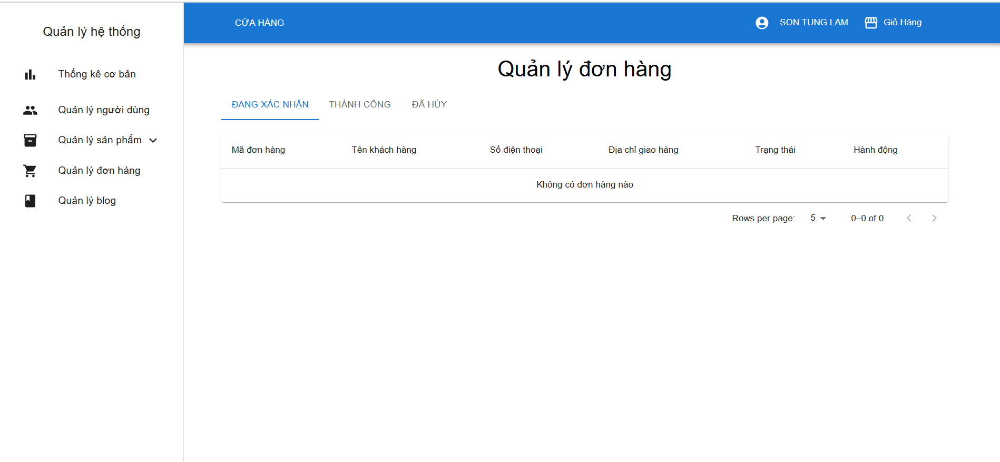 Quản lý hệ thống
Thống kê cơ bản
Quản lý người dùng
Quản lý sản phẩm
Quản lý đơn hàng
Quản lý blog
CỬA HÀNG
SON TUNG LAM
Giỏ Hàng
Quản lý đơn hàng
ĐANG XÁC NHẬN THÀNH CÔNG ĐÃ HỦY
Mã đơn hàng Tên khách hàng Số điện thoại Địa chỉ giao hàng Trạng thái Hành động
Không có đơn hàng nào
Rows per page: 5 0–0 of 0